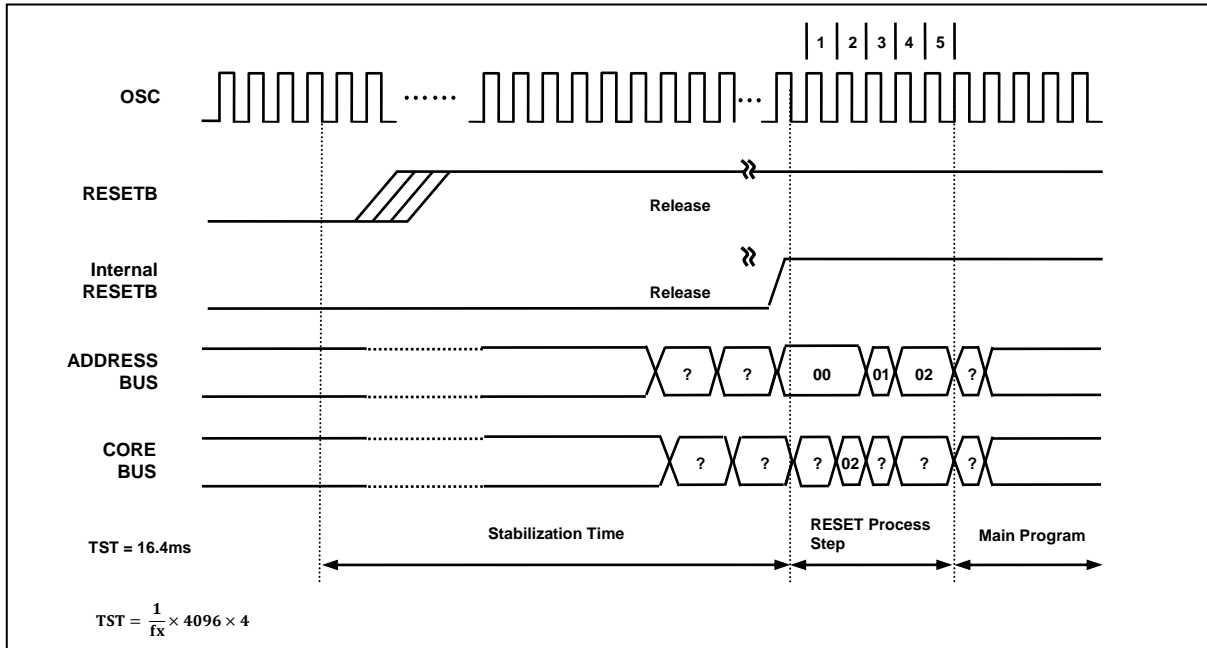 1 2 3 4 5
OSC
RESETB
Release
Internal
RESETB
Release
ADDRESS
BUS
? ? 00 01 02 ?
CORE
BUS
? ? ? 02 ? ? ?
TST = 16.4ms
Stabilization Time
RESET Process
Step
Main Program
TST = 1/fx × 4096 × 4